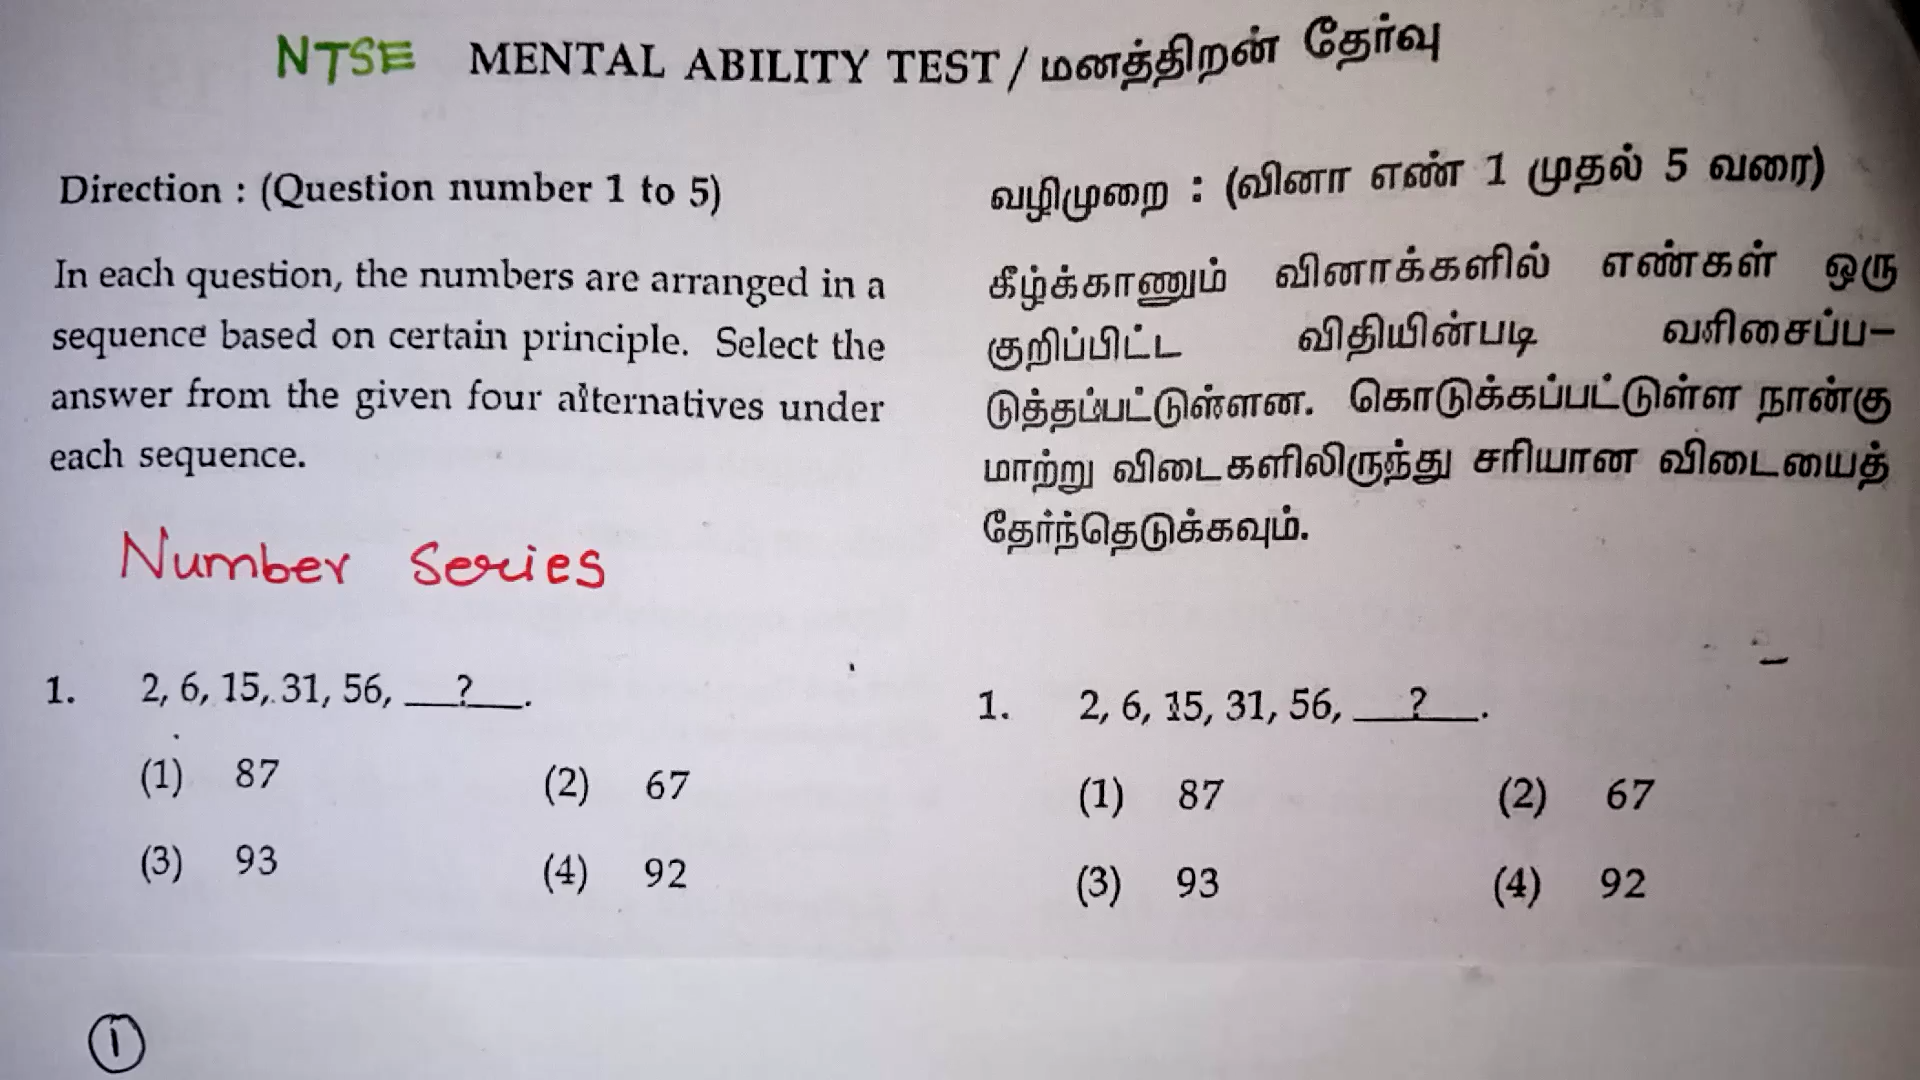 NTSE MENTAL ABILITY TEST / மனத்திறன் தேர்வு
Direction : (Question number 1 to 5)
In each question, the numbers are arranged in a
sequence based on certain principle. Select the
answer from the given four alternatives under
each sequence.
Number Series
1. 2, 6, 15, 31, 56, ?.
(1) 87 (2) 67
(3) 93 (4) 92
வழிமுறை : (வினா எண் 1 முதல் 5 வரை)
கீழ்க்காணும் வினாக்களில் எண்கள் ஒரு
குறிப்பிட்ட விதியின்படி வரிசைப்ப-
டுத்தப்பட்டுள்ளன. கொடுக்கப்பட்டுள்ள நான்கு
மாற்று விடைகளிலிருந்து சரியான விடையைத்
தேர்ந்தெடுக்கவும்.
1. 2, 6, 15, 31, 56, ?.
(1) 87 (2) 67
(3) 93 (4) 92
1